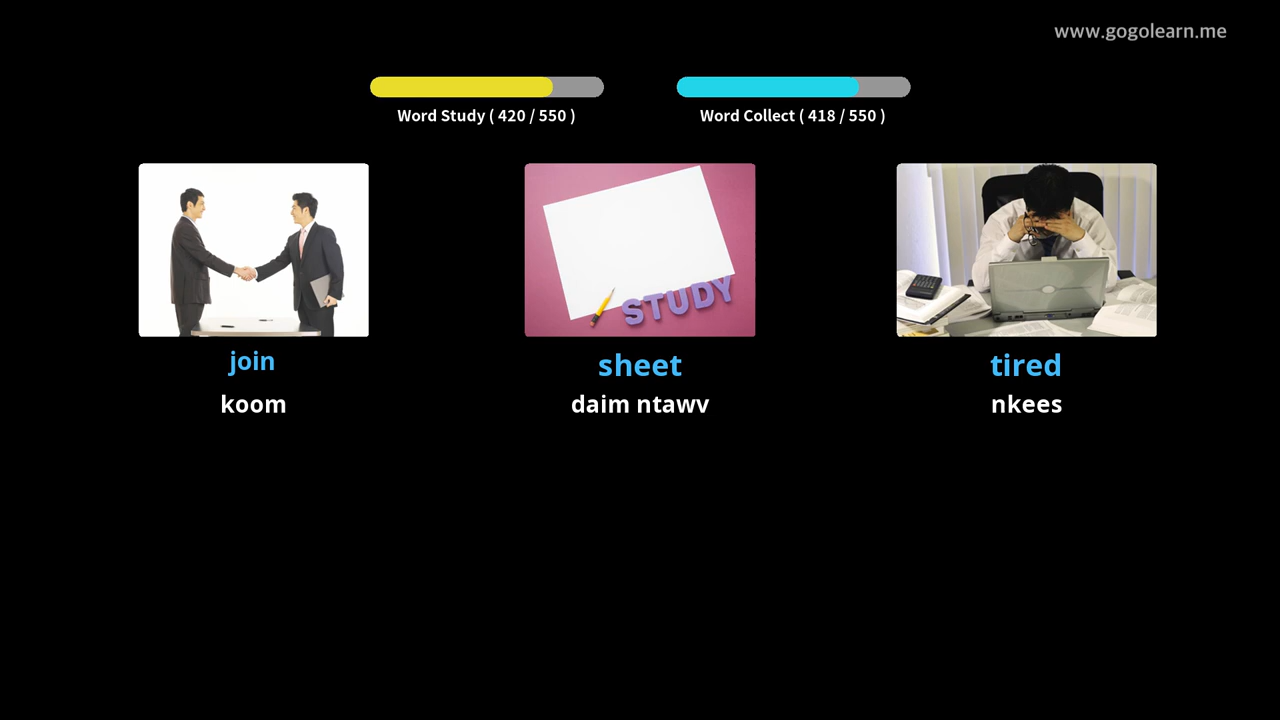 www.gogolearn.me
Word Study ( 420 / 550 )
Word Collect ( 418 / 550 )
STUDY
join
sheet
tired
koom
daim ntawv
nkees